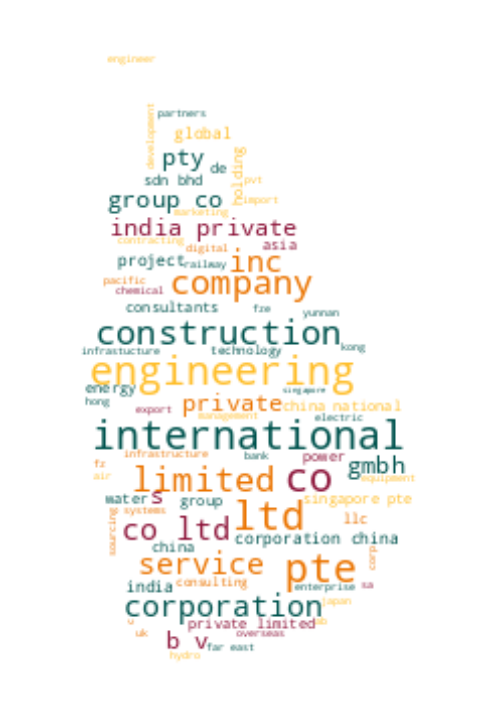 engineer
partners
development
global
pty
de
holding
sdn bhd
pvt
group co
import
marketing
india private
contracting
asia
digital
inc
project
railway
pacific
company
chemical
consultants
fze
yunnan
construction
infrastucture
technology
kong
engineering
energy
singapore
hong
private
china national
export
management
electric
international
infrastructure
bank
power
fz
gmbh
air
limited
co
equipment
water
s
group
singapore pte
systems
ltd
llc
sourcing
co ltd
corporation china
china
corp
service
pte
india
consulting
enterprise
sa
corporation
japan
u
private limited
ab
uk
b v
overseas
far east
hydro